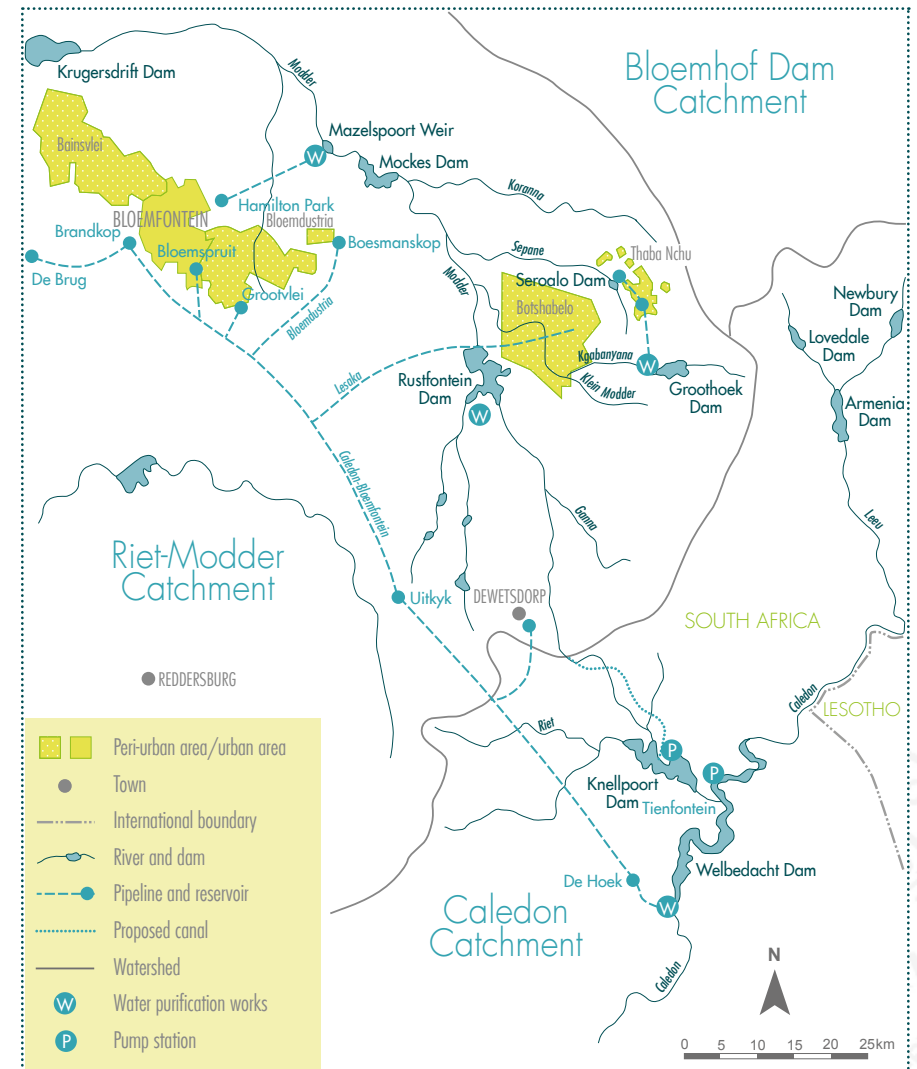 Bloemhof Dam
Catchment
Krugersdrift Dam
Modder
Mazelspoort Weir
Mockes Dam
Bainsvlei
Koranna
Hamilton Park
BLOEMFONTEIN
Bloemdustria
Brandkop
Boesmanskop
Bloemspruit
De Brug
Grootvlei
Bloemdustria
Sepane
Thaba Nchu
Seroalo Dam
Modder
Botshabelo
Newbury
Dam
Lovedale
Dam
Kgabanyana
Klein Modder
Groothoek
Dam
Lesaka
Rustfontein
Dam
W
W
W
Armenia
Dam
Caledon-Bloemfontein
Ganna
Leeu
Riet-Modder
Catchment
Uitkyk
DEWETSDORP
SOUTH AFRICA
REDDERSBURG
Caledon
LESOTHO
Riet
P
P
Knellpoort
Dam
Tienfontein
Welbedacht Dam
De Hoek
W
Caledon
Catchment
Caledon
Peri-urban area/urban area
Town
International boundary
River and dam
Pipeline and reservoir
Proposed canal
Watershed
W Water purification works
P Pump station
N
0 5 10 15 20 25km